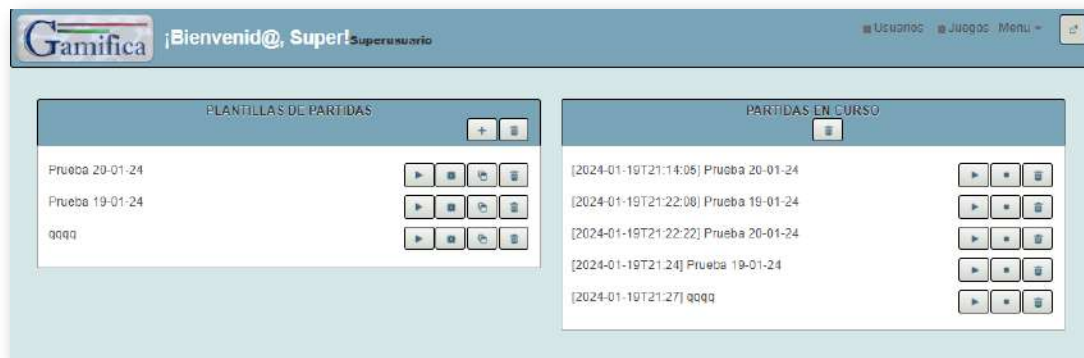 Gamifica
¡Bienvenid@, Super! Superusuario
Usuarios Juegos Menu
PLANTILLAS DE PARTIDAS
Prueba 20-01-24
Prueba 19-01-24
qqqq
PARTIDAS EN CURSO
[2024-01-19T21:14:05] Prueba 20-01-24
[2024-01-19T21:22:08] Prueba 19-01-24
[2024-01-19T21:22:22] Prueba 20-01-24
[2024-01-19T21:24] Prueba 19-01-24
[2024-01-19T21:27] qqqq